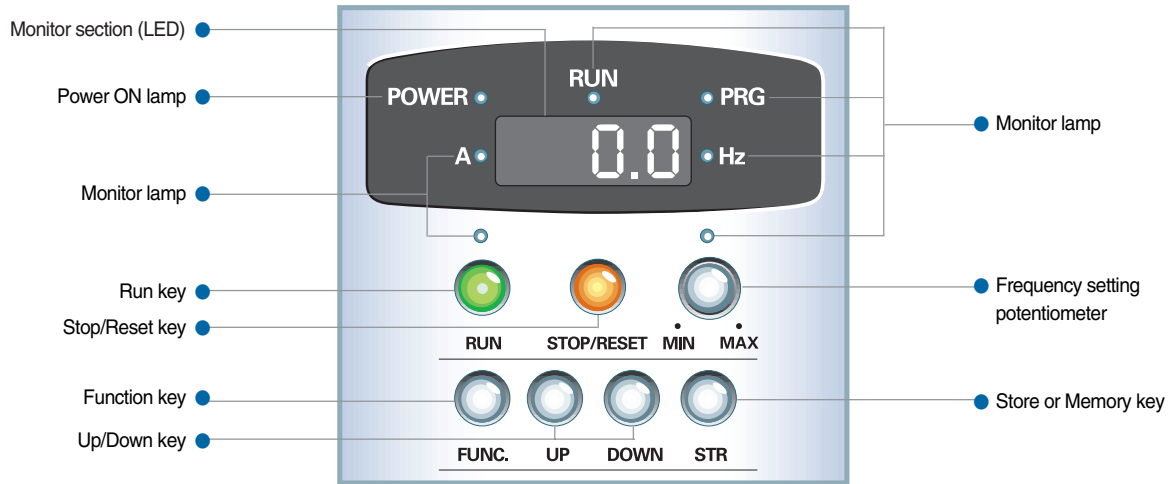 Monitor section (LED)
Power ON lamp
Monitor lamp
Run key
Stop/Reset key
Function key
Up/Down key
RUN
POWER
PRG
A
0.0
Hz
RUN
STOP/RESET
MIN
MAX
FUNC.
UP
DOWN
STR
Monitor lamp
Frequency setting
potentiometer
Store or Memory key